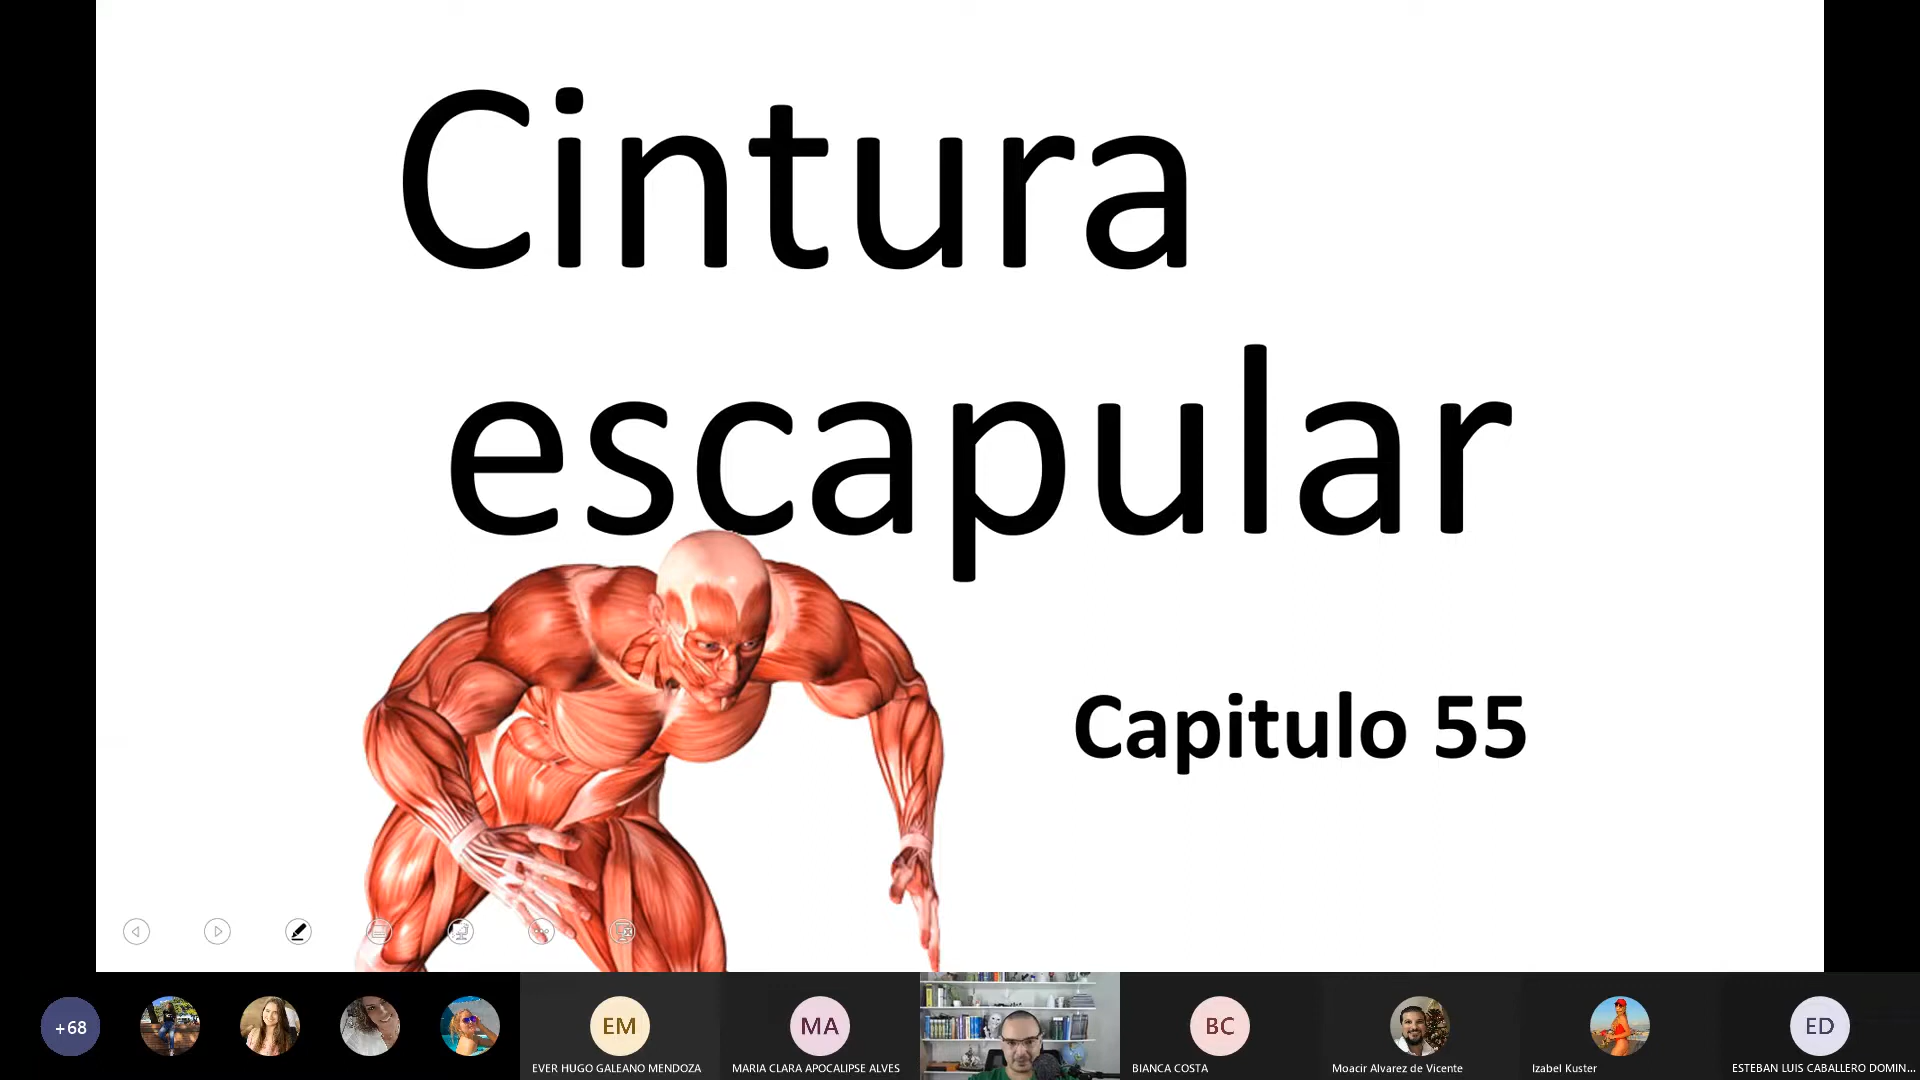 Cintura
escapular
Capitulo 55
+68
EM
EVER HUGO GALEANO MENDOZA
MA
MARIA CLARA APOCALIPSE ALVES
BC
BIANCA COSTA
Moacir Alvarez de Vicente
Izabel Kuster
ED
ESTEBAN LUIS CABALLERO DOMIN...